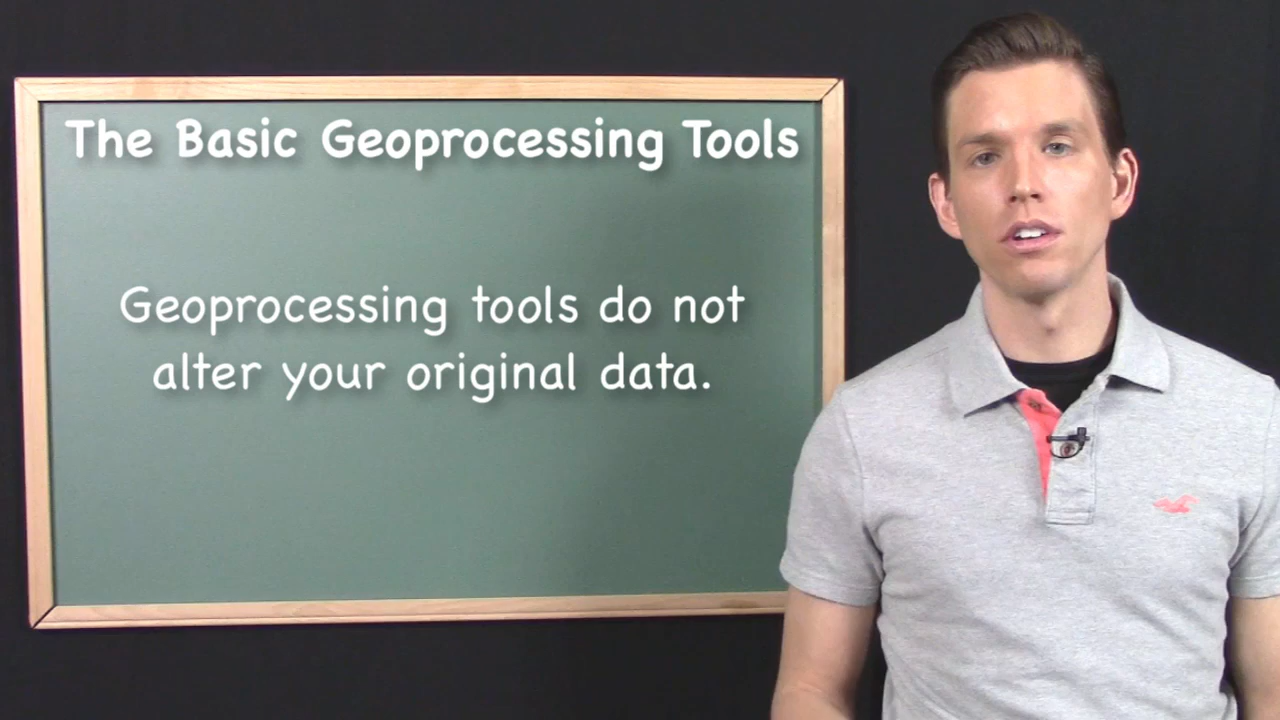 The Basic Geoprocessing Tools
Geoprocessing tools do not
alter your original data.